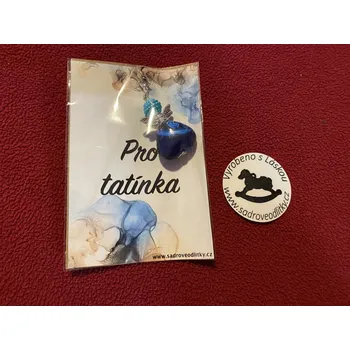 Pro
tatínka
www.sadroveodlitky.cz
Vyrobeno s Láskou
www.sadroveodlitky.cz